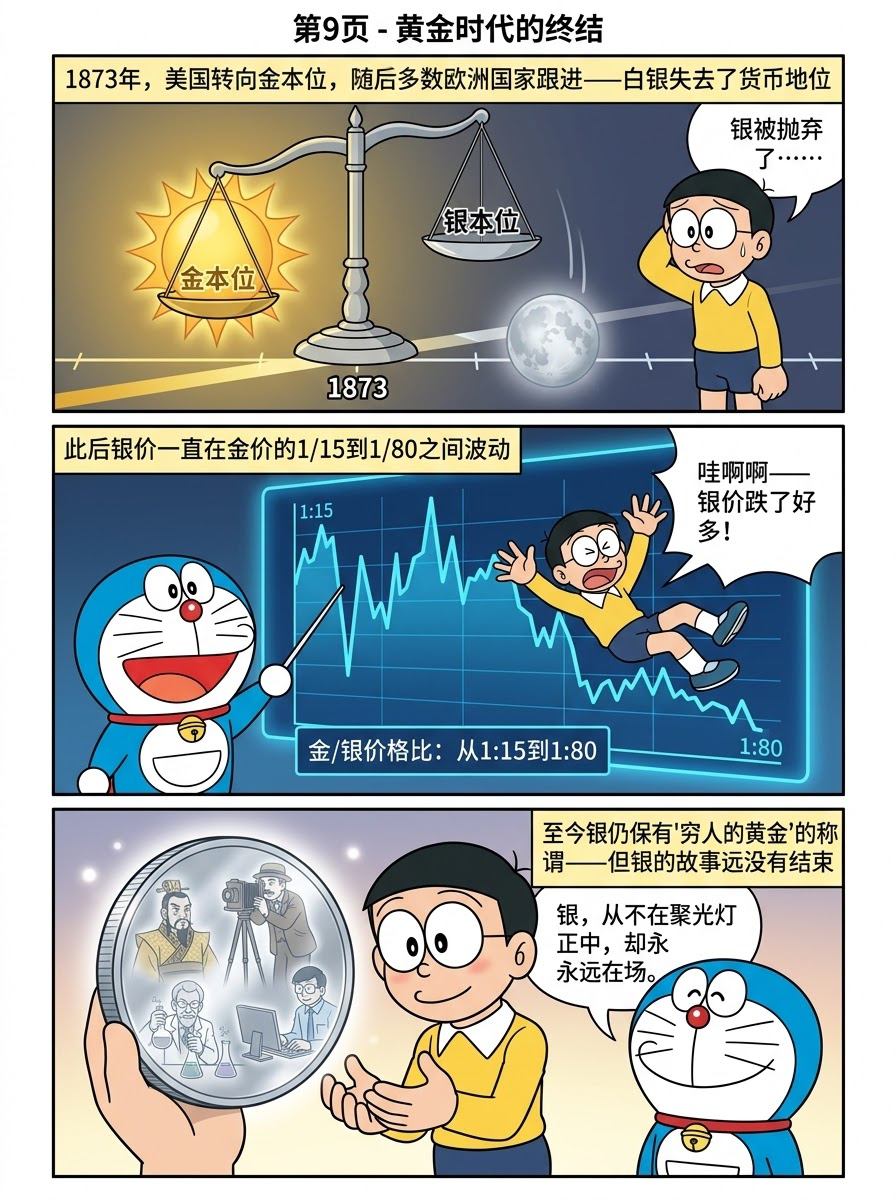 第9页 - 黄金时代的终结
1873年，美国转向金本位，随后多数欧洲国家跟进——白银失去了货币地位
银被抛弃
了……
金本位
银本位
1873
此后银价一直在金价的1/15到1/80之间波动
哇啊啊——
银价跌了好
多！
1:15
1:80
金/银价格比：从1:15到1:80
至今银仍保有'穷人的黄金'的称
谓——但银的故事远没有结束
银，从不在聚光灯
正中，却永
永远在场。